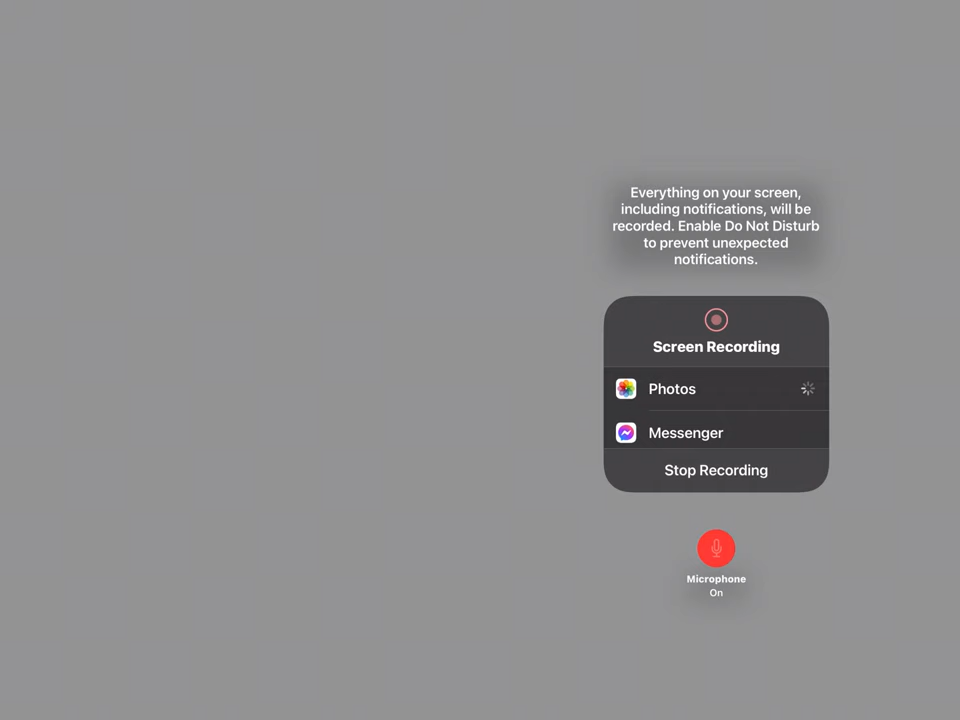 Everything on your screen,
including notifications, will be
recorded. Enable Do Not Disturb
to prevent unexpected
notifications.
Screen Recording
Photos
Messenger
Stop Recording
Microphone
On